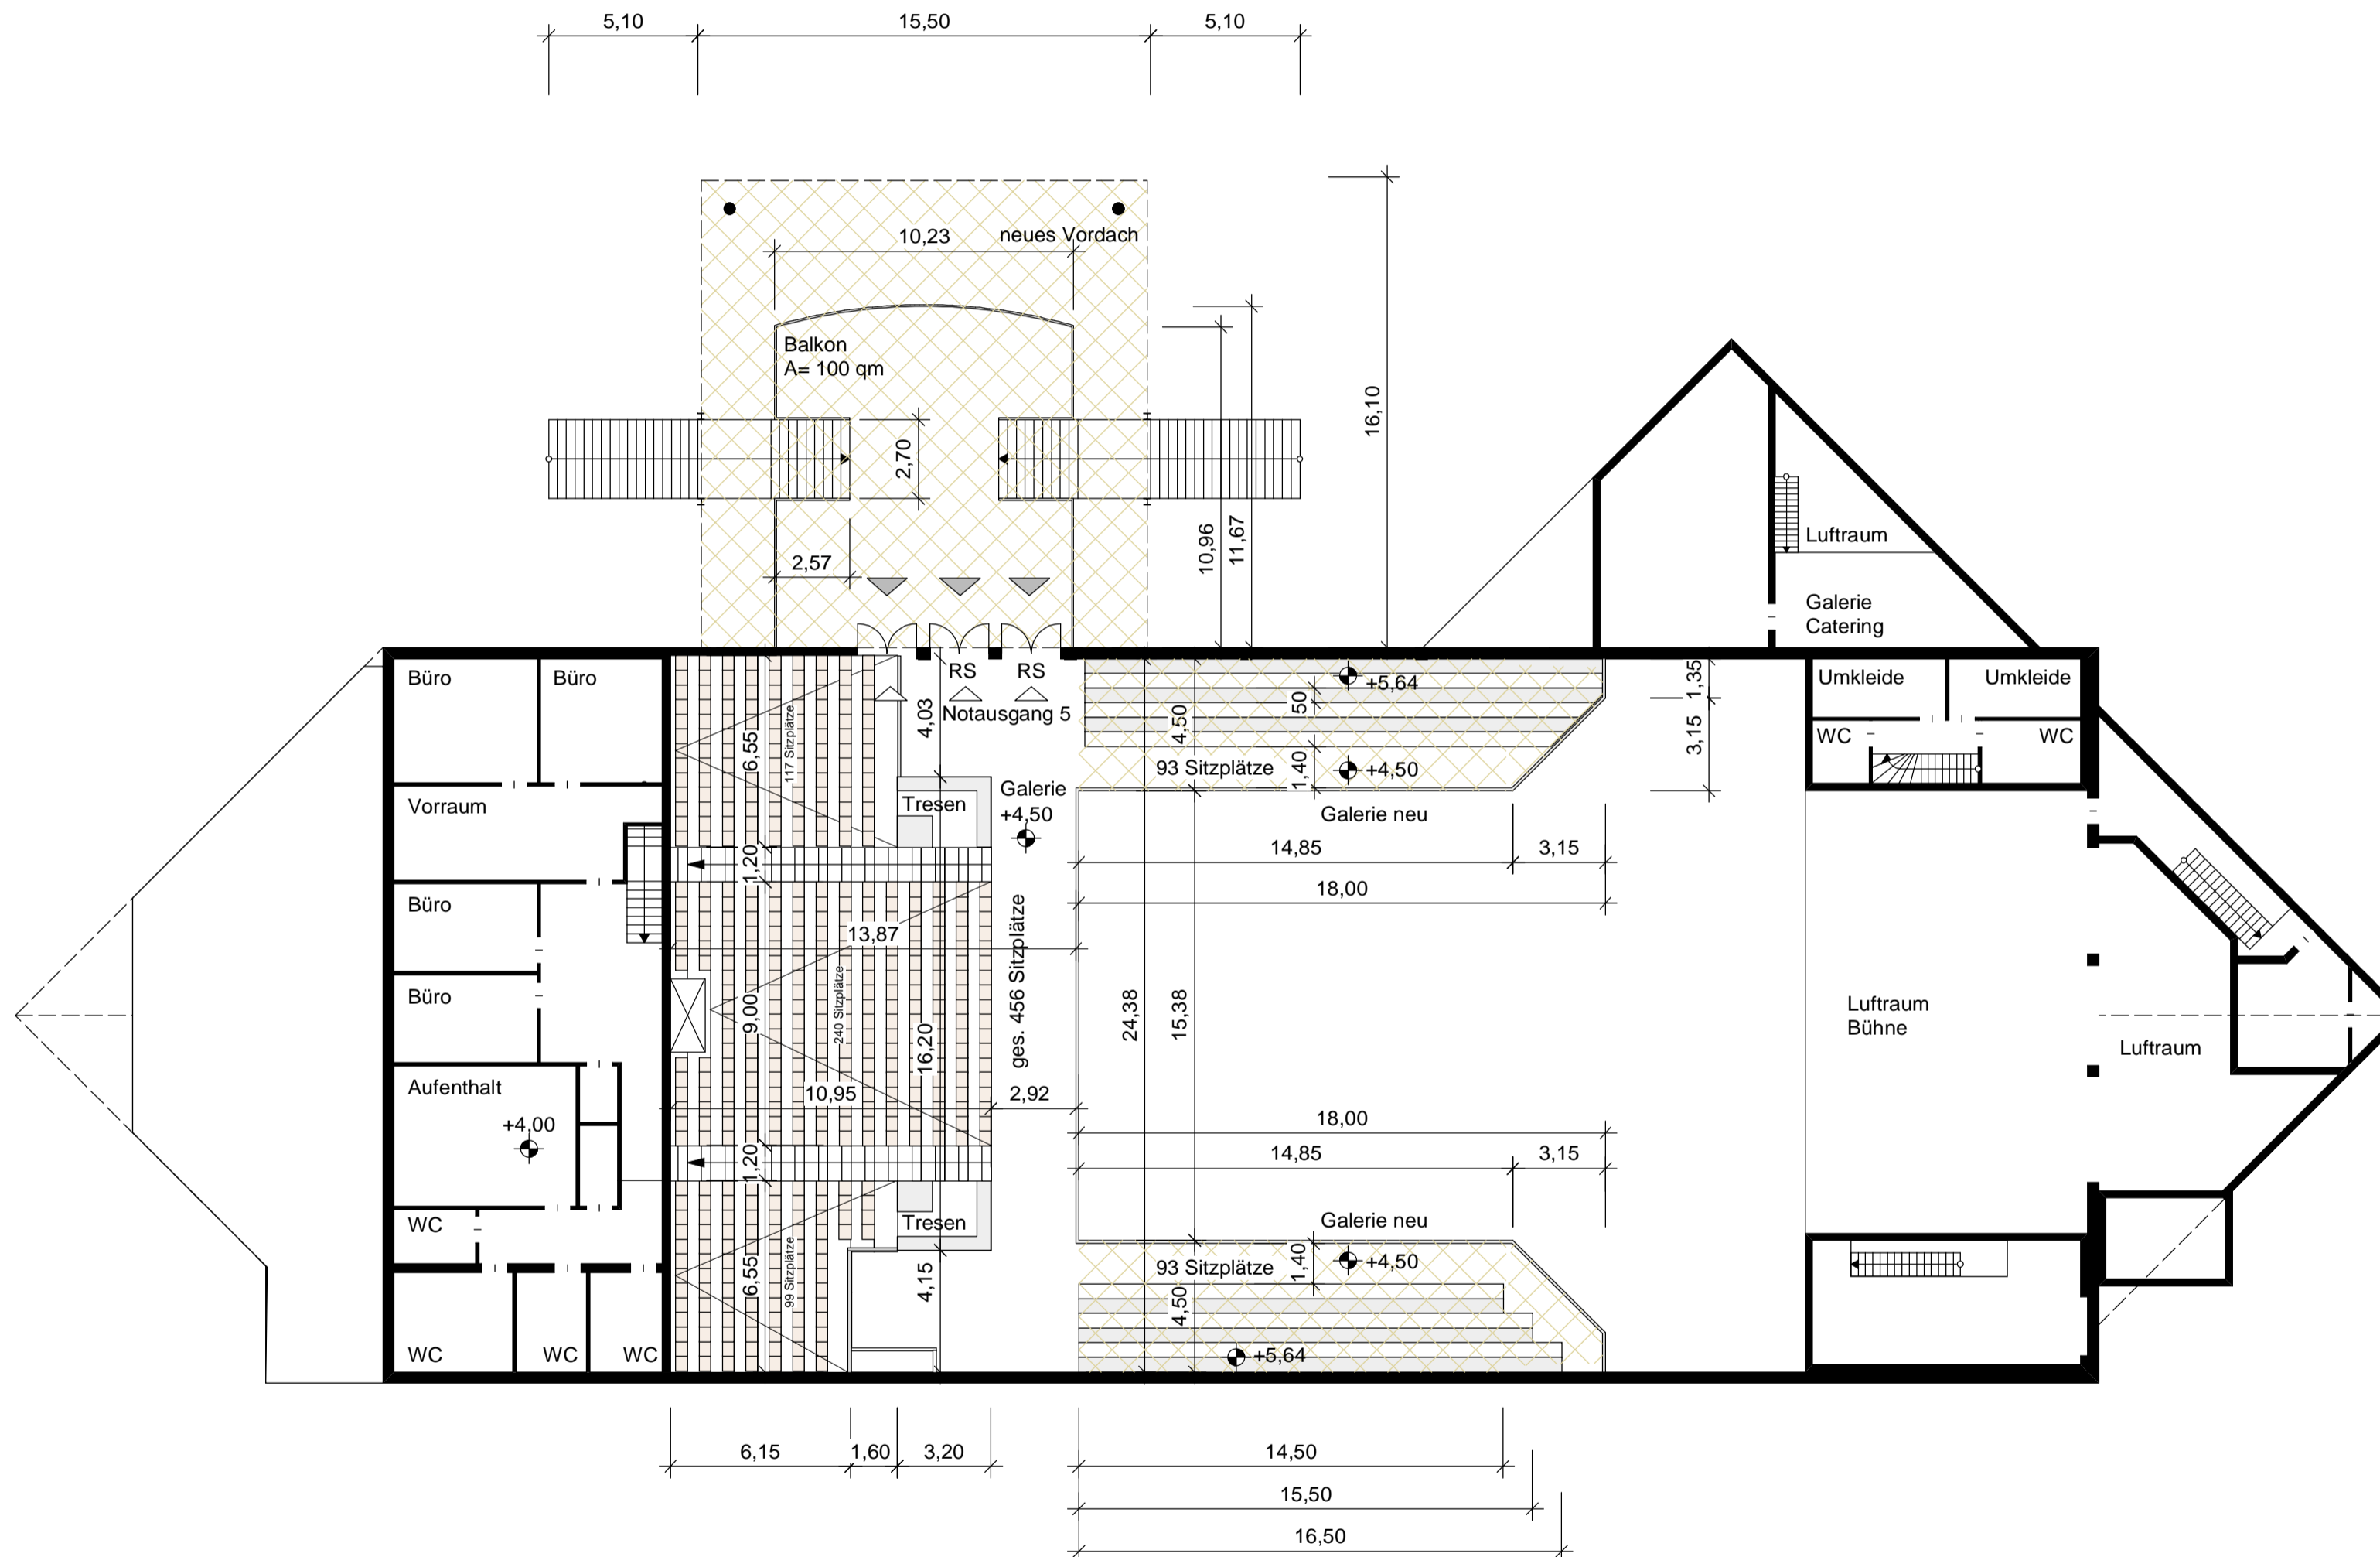 5,10
15,50
5,10
10,23
neues Vordach
Balkon
A= 100 qm
2,70
16,10
10,96
11,67
2,57
Luftraum
Galerie
Catering
Büro
Büro
RS
RS
Notausgang 5
4,03
6,55
117 Sitzplätze
+5,64
50
4,50
1,40
93 Sitzplätze
+4,50
1,35
3,15
Umkleide
Umkleide
WC
WC
Vorraum
Tresen
Galerie
+4,50
Galerie neu
14,85
3,15
18,00
1,20
Büro
13,87
ges. 456 Sitzplätze
Büro
9,00
240 Sitzplätze
16,20
24,38
15,38
Luftraum
Bühne
Luftraum
Aufenthalt
+4,00
10,95
2,92
18,00
14,85
3,15
1,20
WC
Tresen
Galerie neu
6,55
99 Sitzplätze
4,15
93 Sitzplätze
1,40
+4,50
4,50
+5,64
WC
WC
WC
6,15
1,60
3,20
14,50
15,50
16,50